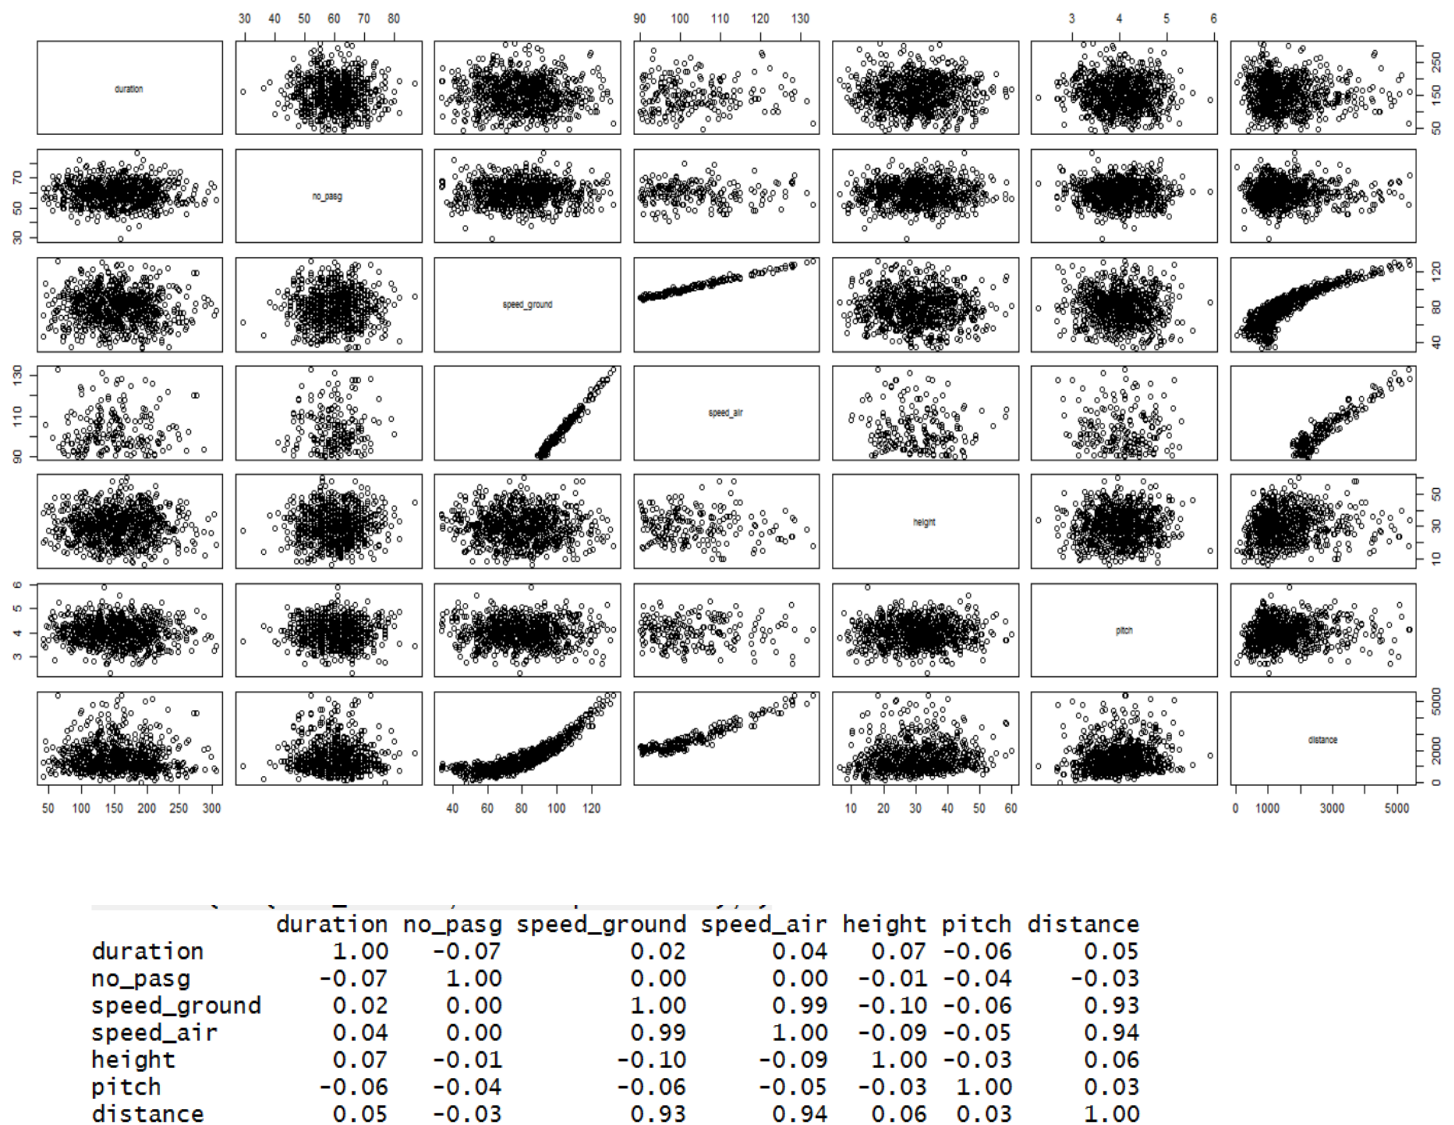 30 40 50 60 70 80 90 100 110 120 130 3 4 5 6
duration
50 150 250
30 50 70
no_pasg
speed_ground
40 80 120
90 110 130
speed_air
height
10 30 50
3 4 5 6
pitch
distance
0 2000 5000
50 100 150 200 250 300 40 60 80 100 120 10 20 30 40 50 60 0 1000 3000 5000
duration no_pasg speed_ground speed_air height pitch distance
duration 1.00 -0.07 0.02 0.04 0.07 -0.06 0.05
no_pasg -0.07 1.00 0.00 0.00 -0.01 -0.04 -0.03
speed_ground 0.02 0.00 1.00 0.99 -0.10 -0.06 0.93
speed_air 0.04 0.00 0.99 1.00 -0.09 -0.05 0.94
height 0.07 -0.01 -0.10 -0.09 1.00 -0.03 0.06
pitch -0.06 -0.04 -0.06 -0.05 -0.03 1.00 0.03
distance 0.05 -0.03 0.93 0.94 0.06 0.03 1.00